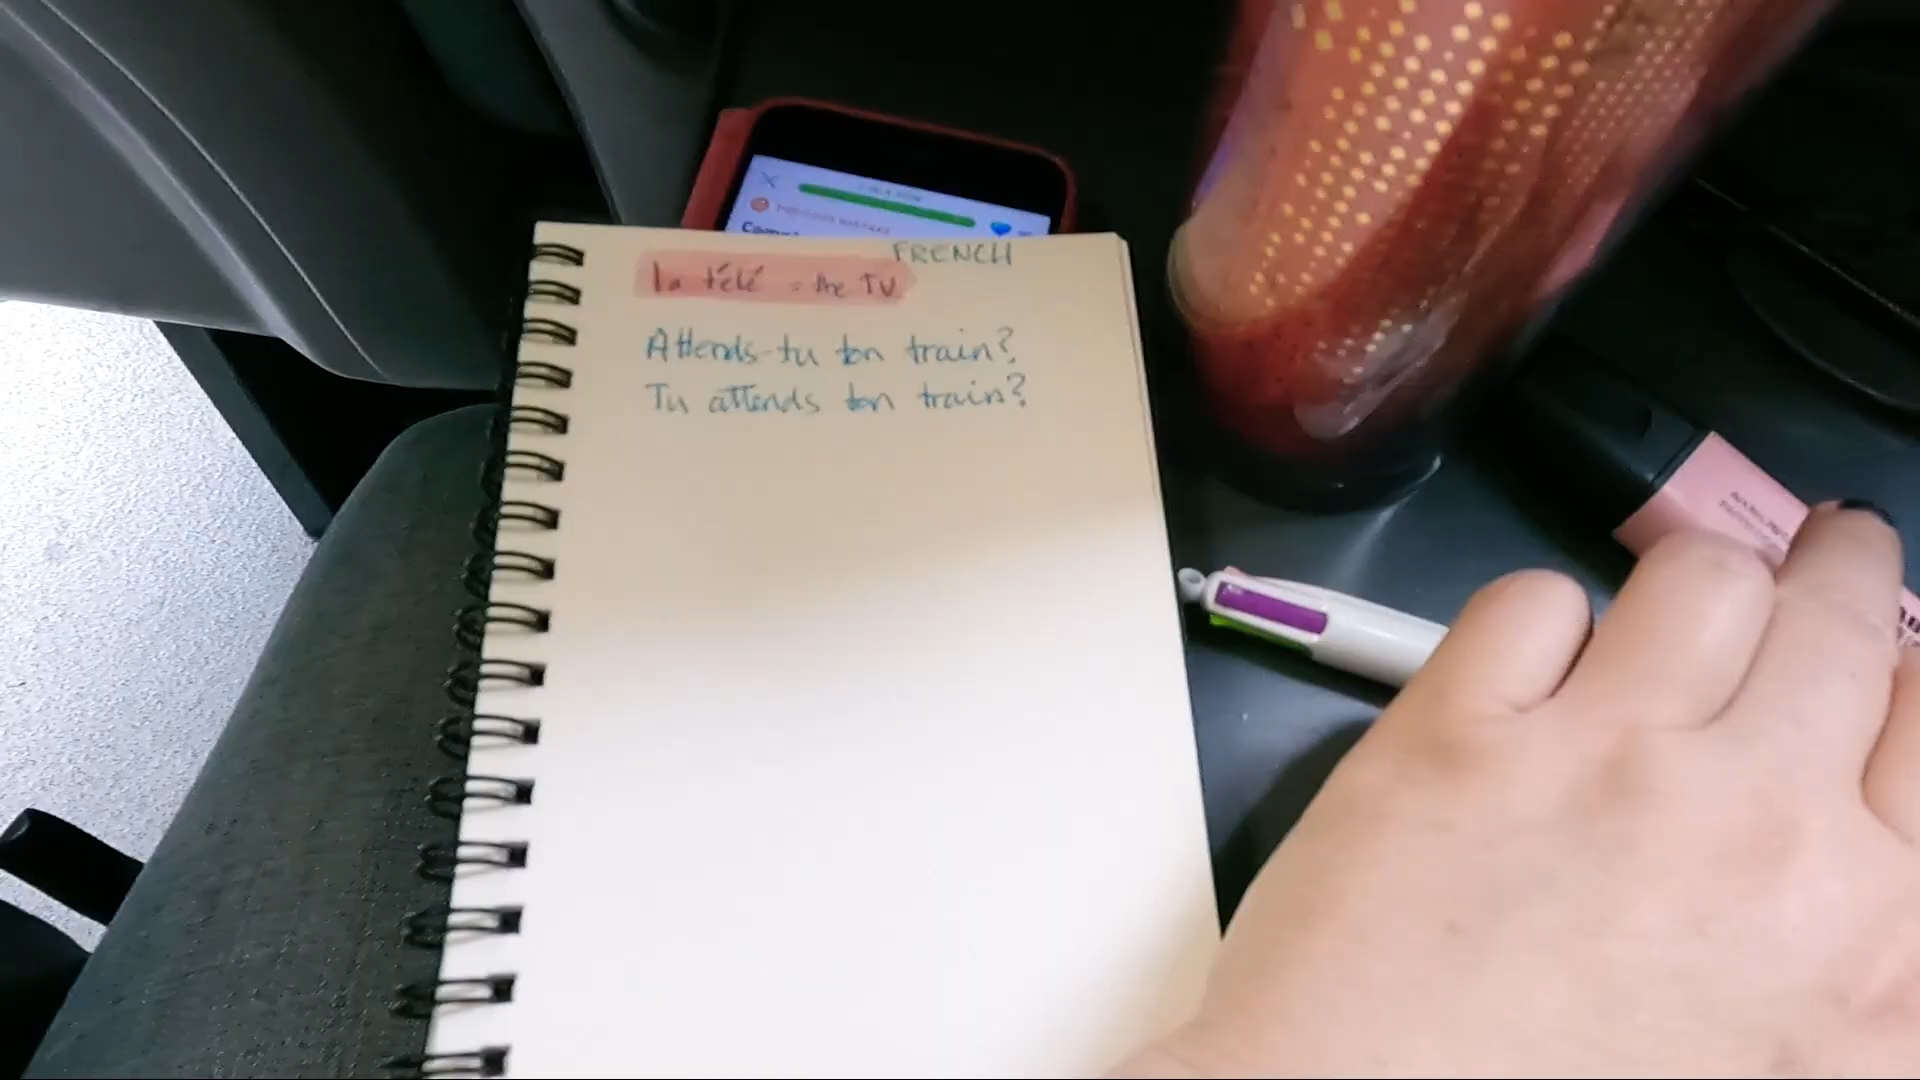 FRENCH
la télé = the TV
Attends-tu ton train?
Tu attends ton train?